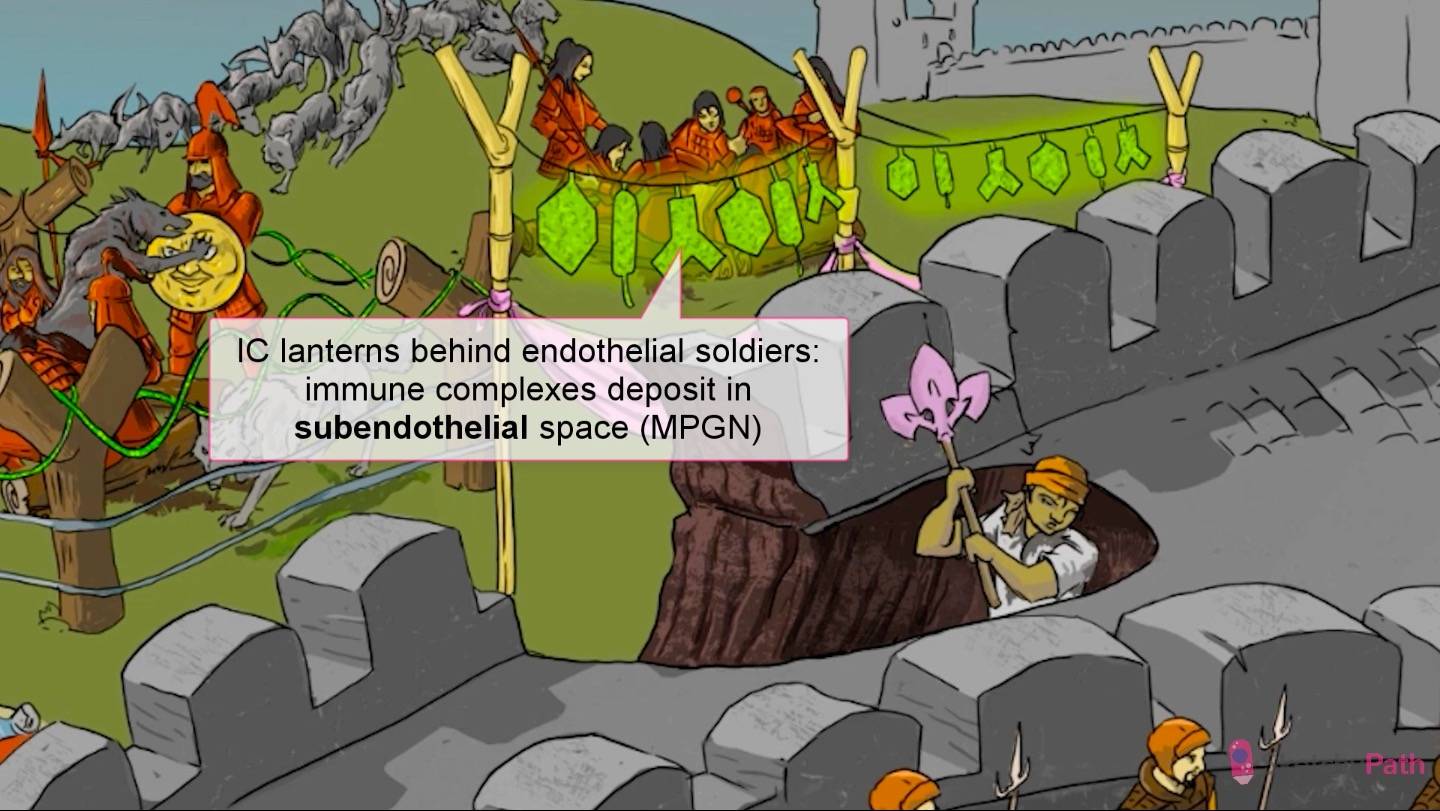 IC lanterns behind endothelial soldiers:
immune complexes deposit in
subendothelial space (MPGN)
Path